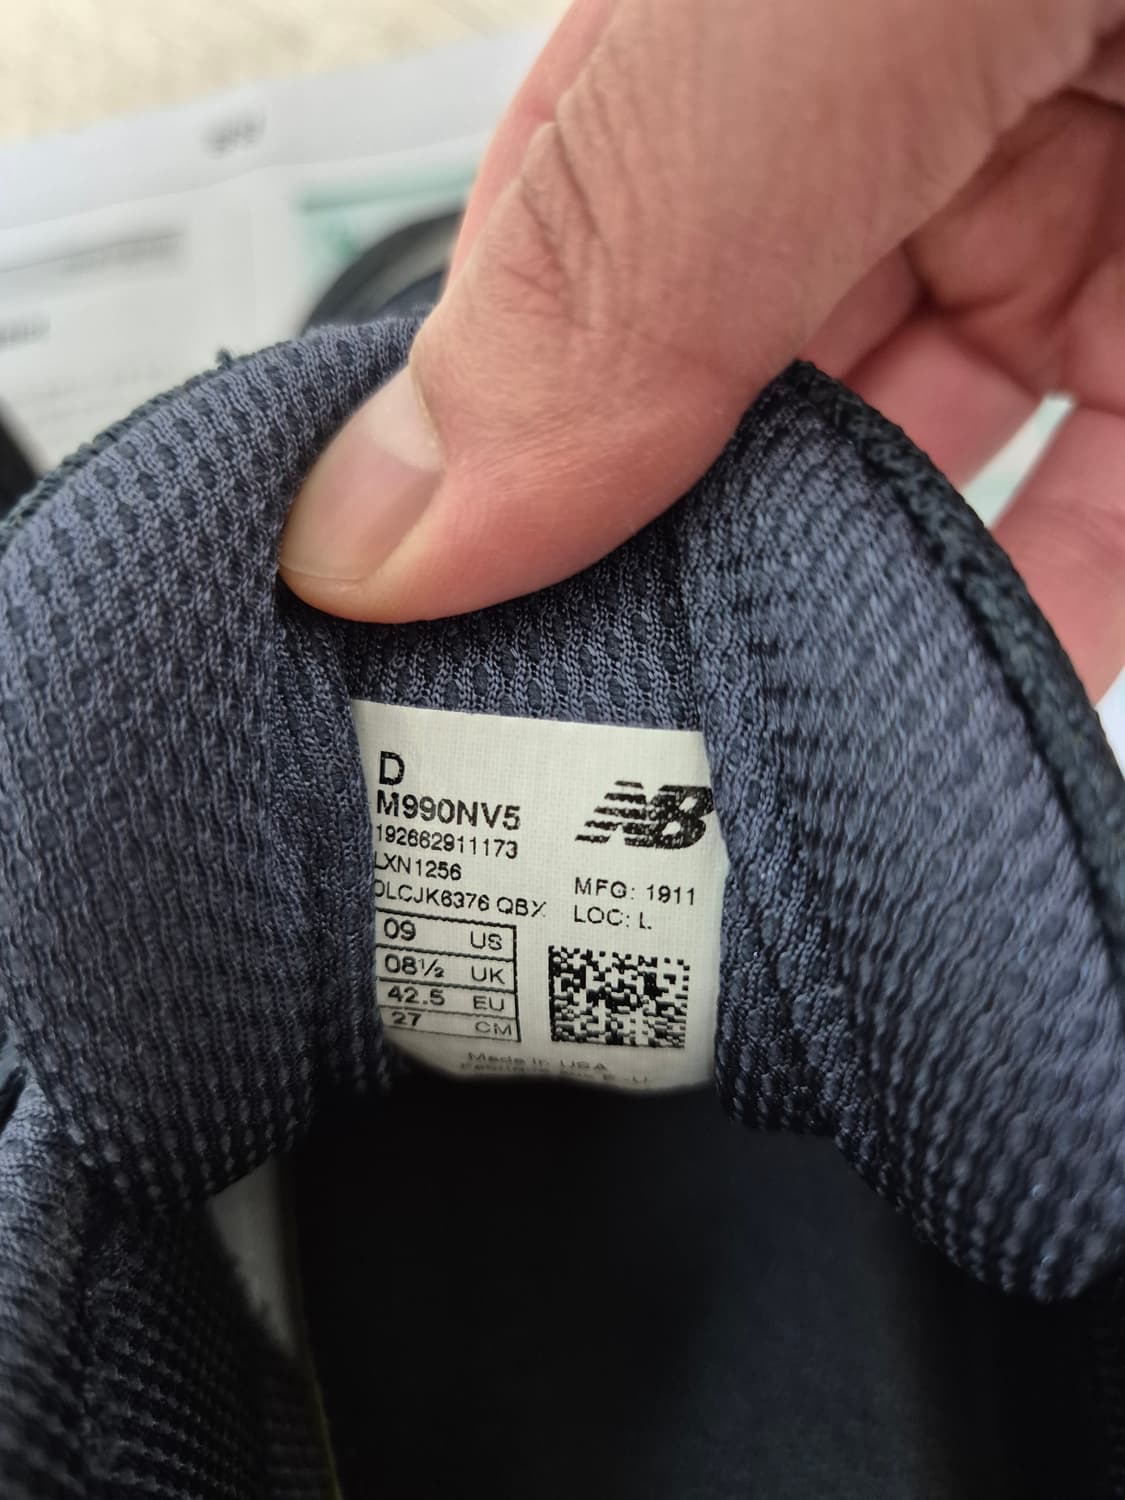 D
M990NV5
192662911173
LXN1256
DLCJK6376 QBX
NB
MFG: 1911
LOC: L
09 US
08½ UK
42.5 EU
27 CM
Made in USA